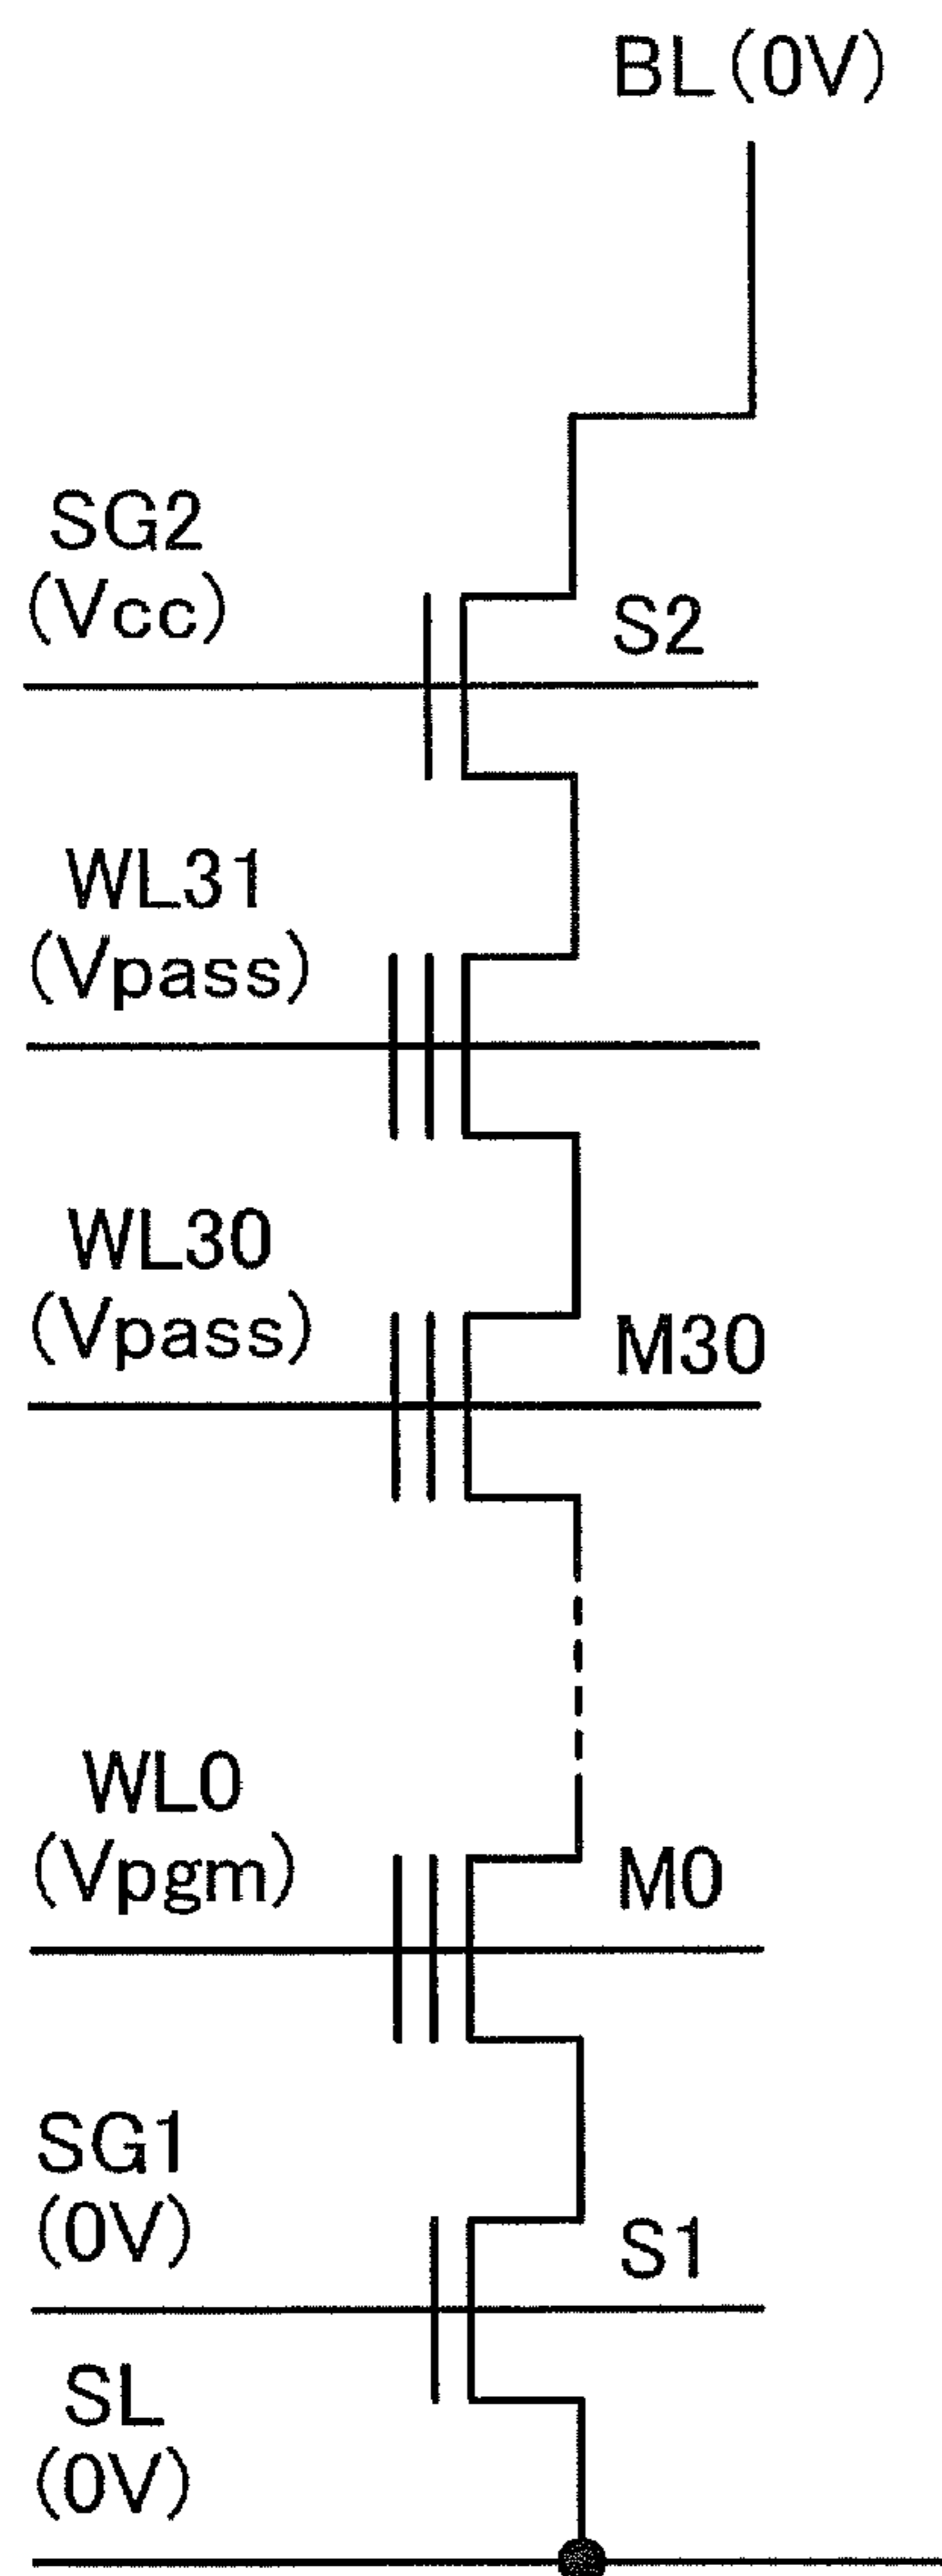 BL(0V)
SG2
(Vcc)
S2
WL31
(Vpass)
WL30
(Vpass)
M30
WL0
(Vpgm)
M0
SG1
(0V)
S1
SL
(0V)